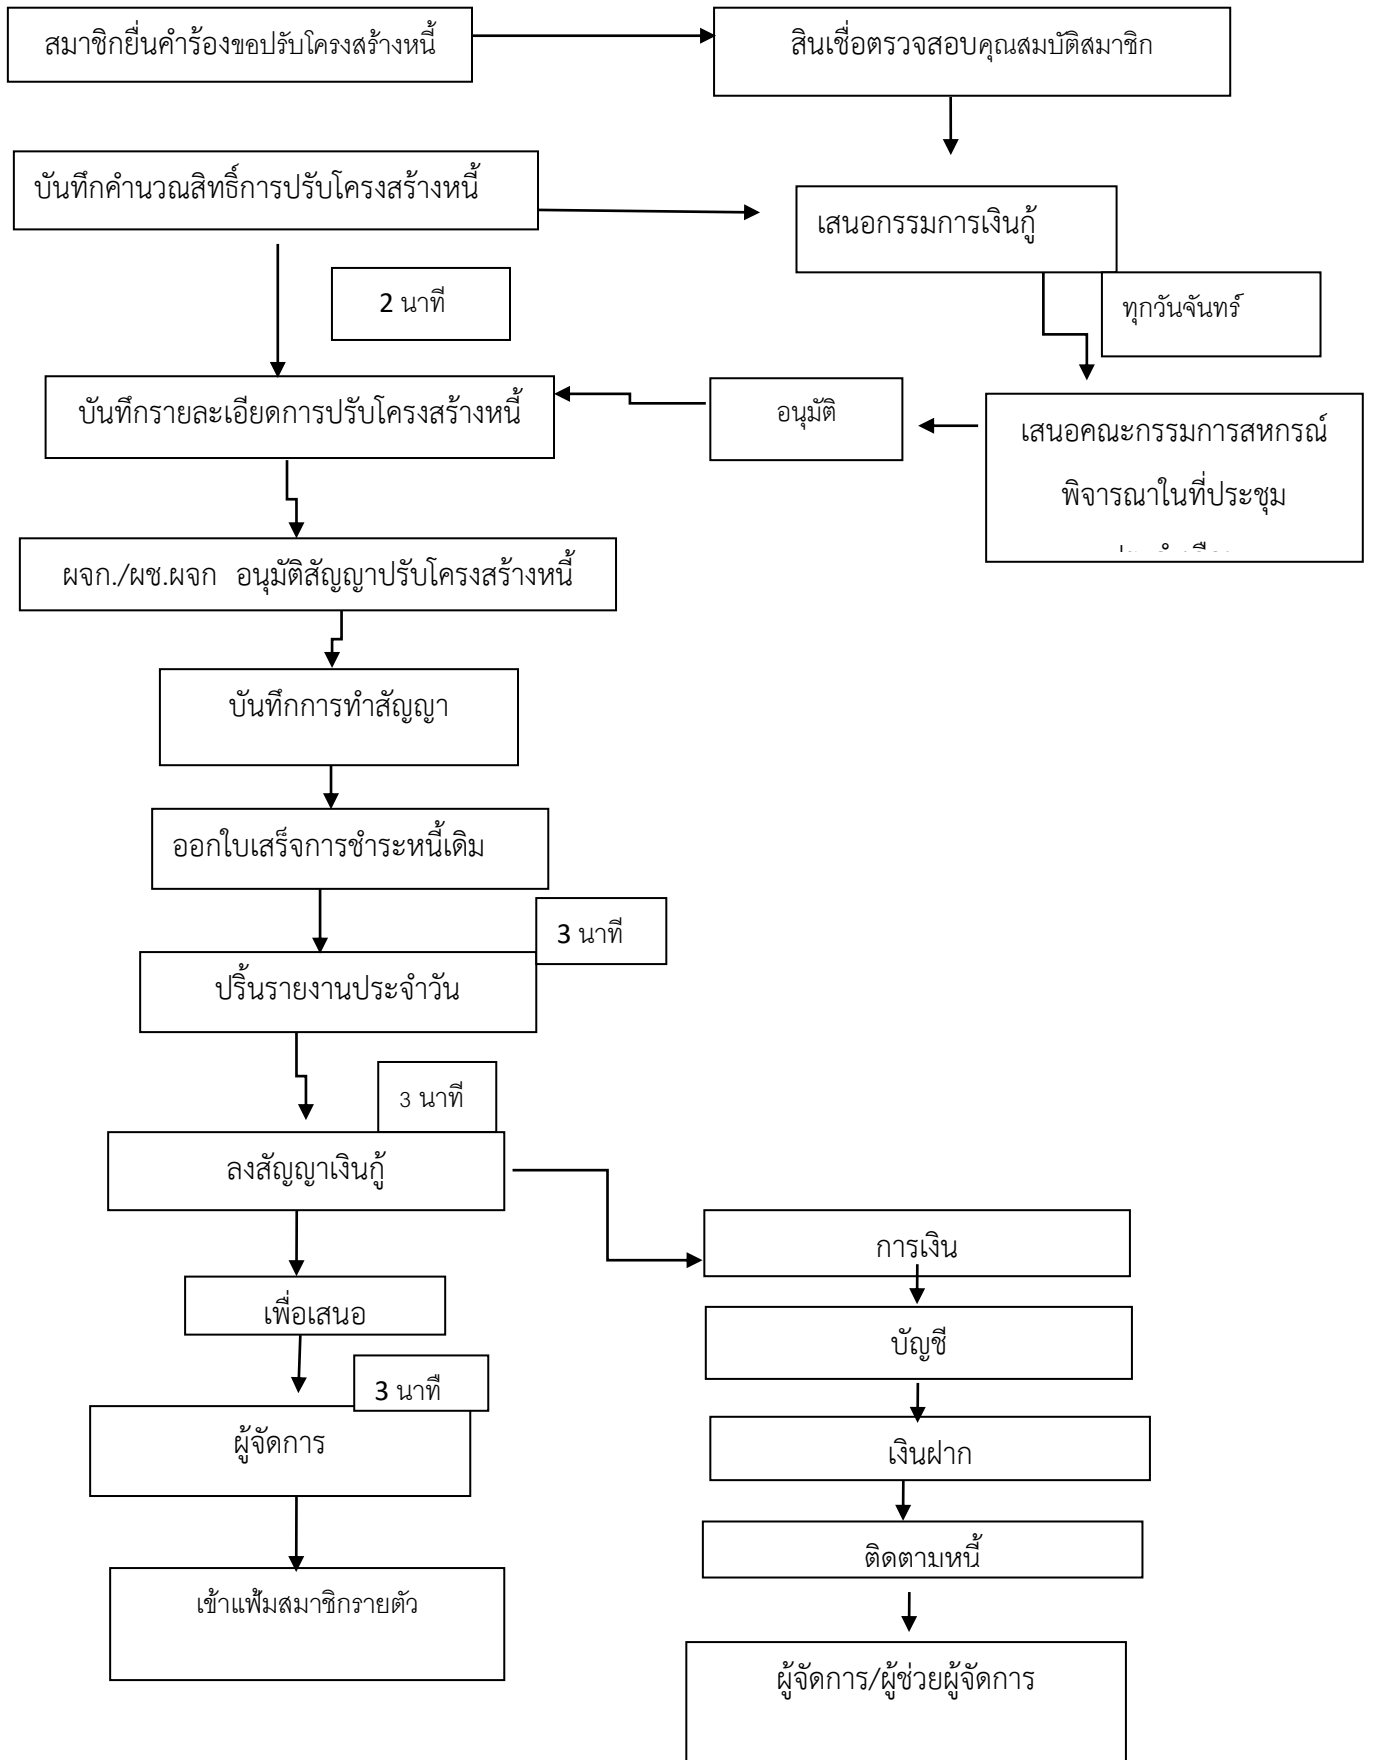 สมาชิกยื่นคำร้องขอปรับโครงสร้างหนี้
สินเชื่อตรวจสอบคุณสมบัติสมาชิก
บันทึกคำนวณสิทธิ์การปรับโครงสร้างหนี้
เสนอกรรมการเงินกู้
2 นาที
ทุกวันจันทร์
บันทึกรายละเอียดการปรับโครงสร้างหนี้
อนุมัติ
เสนอคณะกรรมการสหกรณ์
พิจารณาในที่ประชุม
ผจก./ผช.ผจก อนุมัติสัญญาปรับโครงสร้างหนี้
บันทึกการทำสัญญา
ออกใบเสร็จการชำระหนี้เดิม
3 นาที
ปริ้นรายงานประจำวัน
3 นาที
ลงสัญญาเงินกู้
การเงิน
เพื่อเสนอ
บัญชี
3 นาที
ผู้จัดการ
เงินฝาก
ติดตามหนี้
เข้าแฟ้มสมาชิกรายตัว
ผู้จัดการ/ผู้ช่วยผู้จัดการ